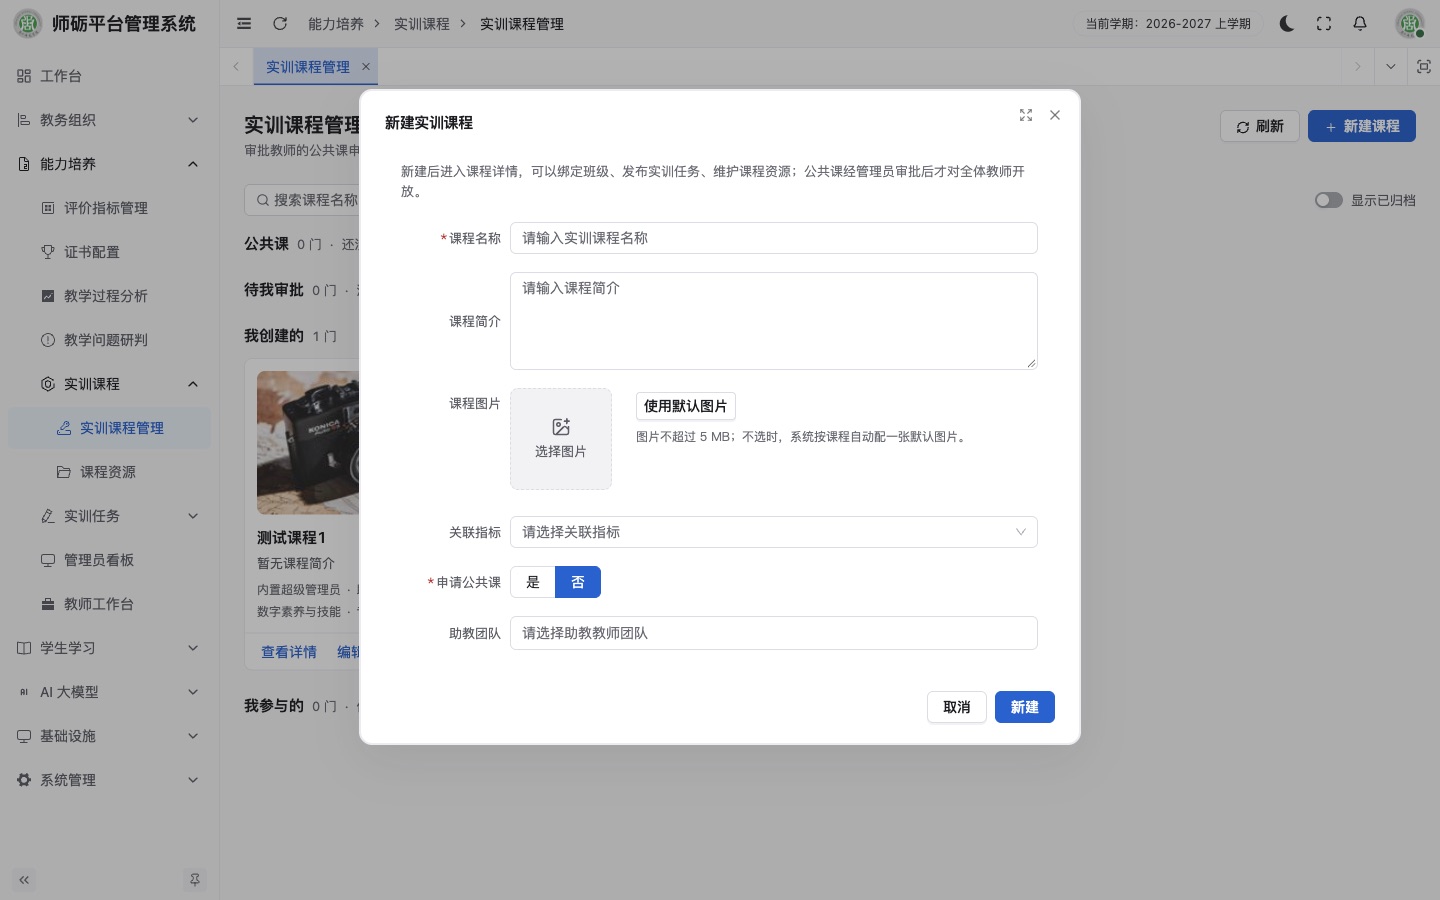 师砺平台管理系统
能力培养 > 实训课程 > 实训课程管理
当前学期：2026-2027 上学期
工作台
教务组织
能力培养
评价指标管理
证书配置
教学过程分析
教学问题研判
实训课程
实训课程管理
课程资源
实训任务
管理员看板
教师工作台
学生学习
AI 大模型
基础设施
系统管理
实训课程管理
实训课程管理
审批教师的公共课申
刷新
+ 新建课程
搜索课程名称
显示已归档
公共课 0 门 · 还
待我审批 0 门 ·
我创建的 1 门
KONICA
测试课程1
暂无课程简介
内置超级管理员 ·
数字素养与技能 ·
查看详情 编辑
我参与的 0 门 ·
新建实训课程
新建后进入课程详情，可以绑定班级、发布实训任务、维护课程资源；公共课经管理员审批后才对全体教师开
放。
*课程名称 请输入实训课程名称
课程简介 请输入课程简介
课程图片
选择图片
使用默认图片
图片不超过 5 MB；不选时，系统按课程自动配一张默认图片。
关联指标 请选择关联指标
*申请公共课 是 否
助教团队 请选择助教教师团队
取消 新建